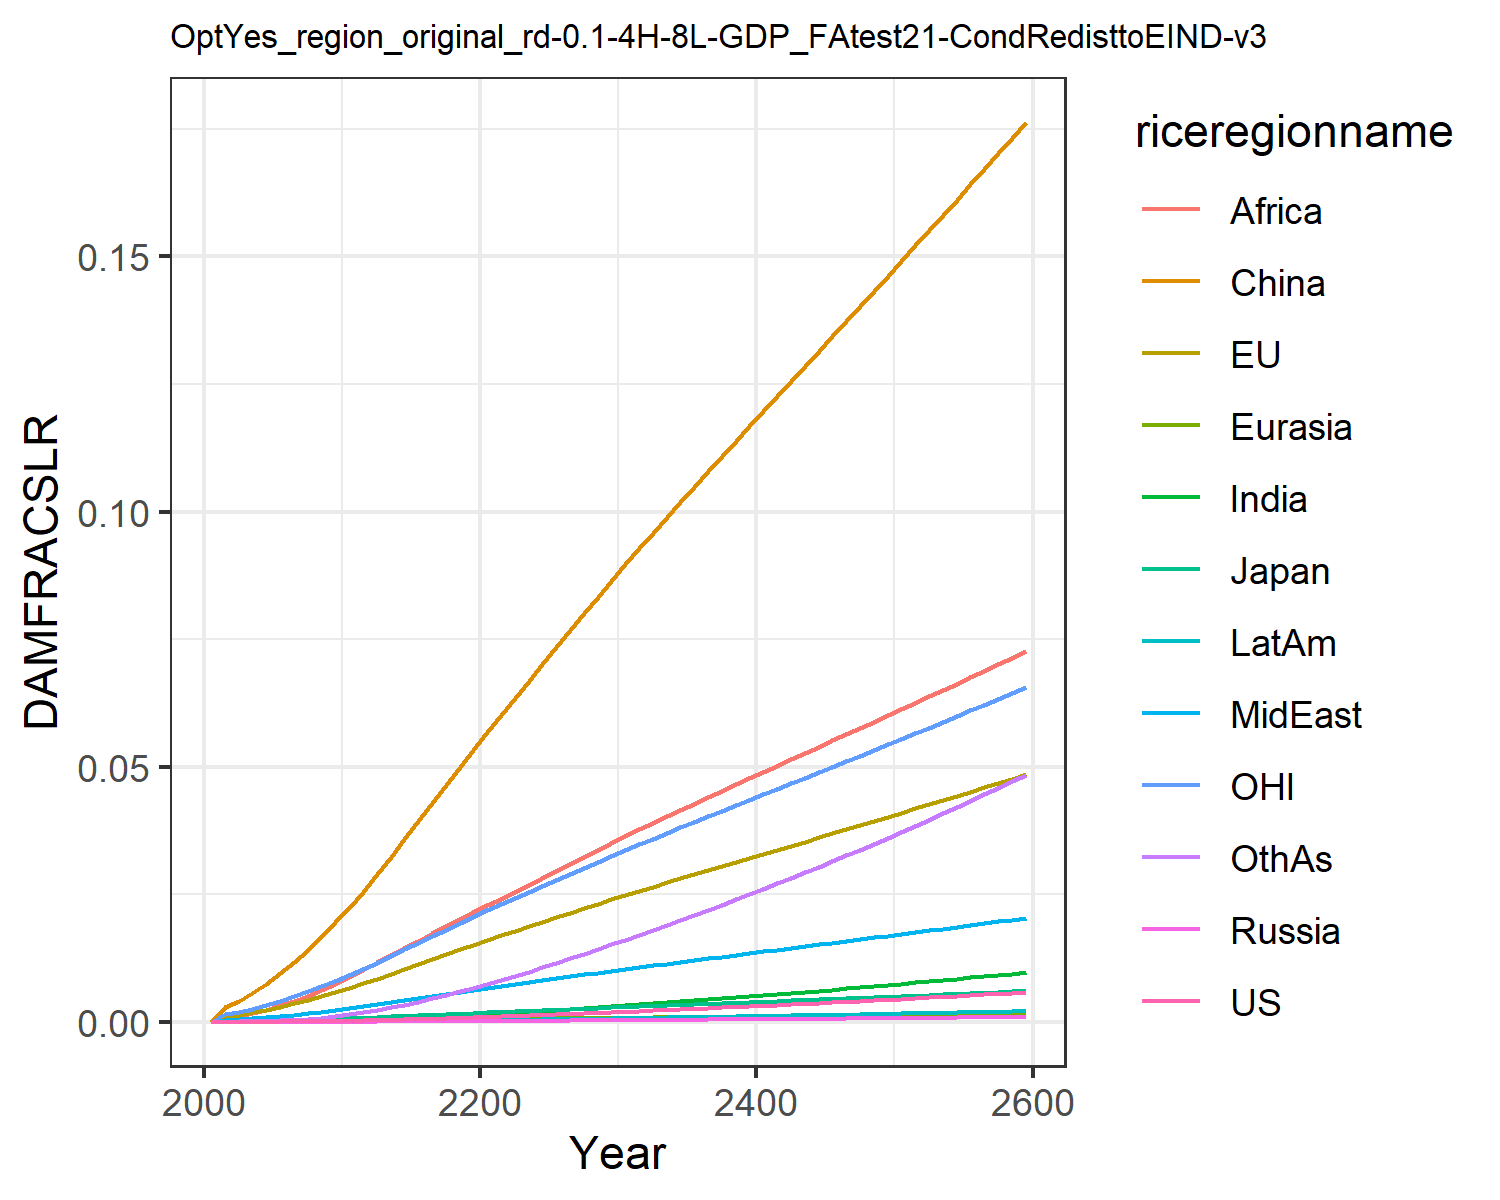 OptYes_region_original_rd-0.1-4H-8L-GDP_FAtest21-CondRedisttoEIND-v3
DAMFRACSLR
0.15
0.10
0.05
0.00
2000 2200 2400 2600
Year
riceregionname
Africa
China
EU
Eurasia
India
Japan
LatAm
MidEast
OHI
OthAs
Russia
US